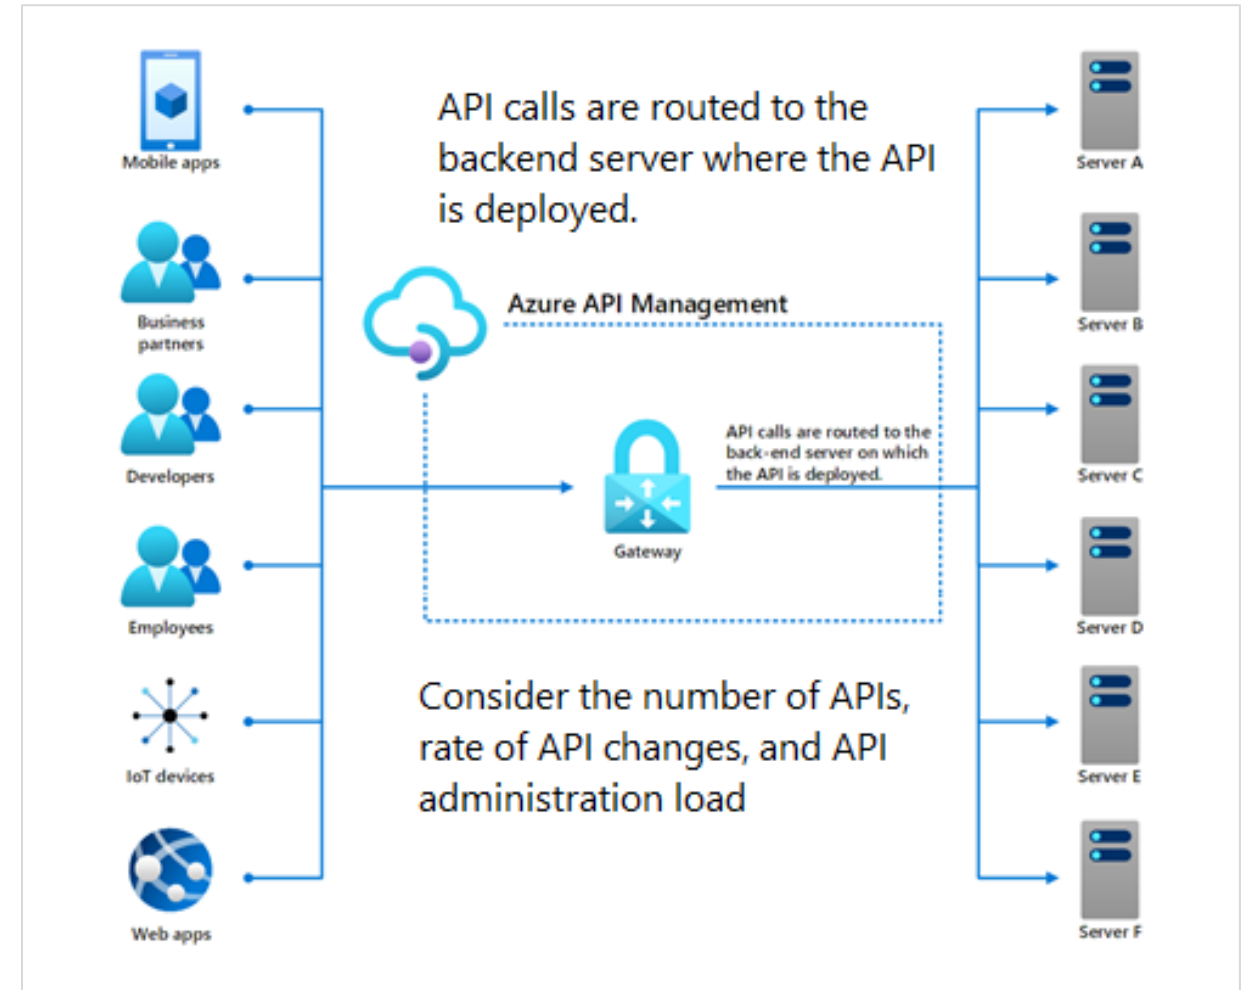 Mobile apps
Business
partners
Developers
Employees
IoT devices
Web apps
API calls are routed to the
backend server where the API
is deployed.
Azure API Management
API calls are routed to the
back-end server on which
the API is deployed.
Gateway
Consider the number of APIs,
rate of API changes, and API
administration load
Server A
Server B
Server C
Server D
Server E
Server F